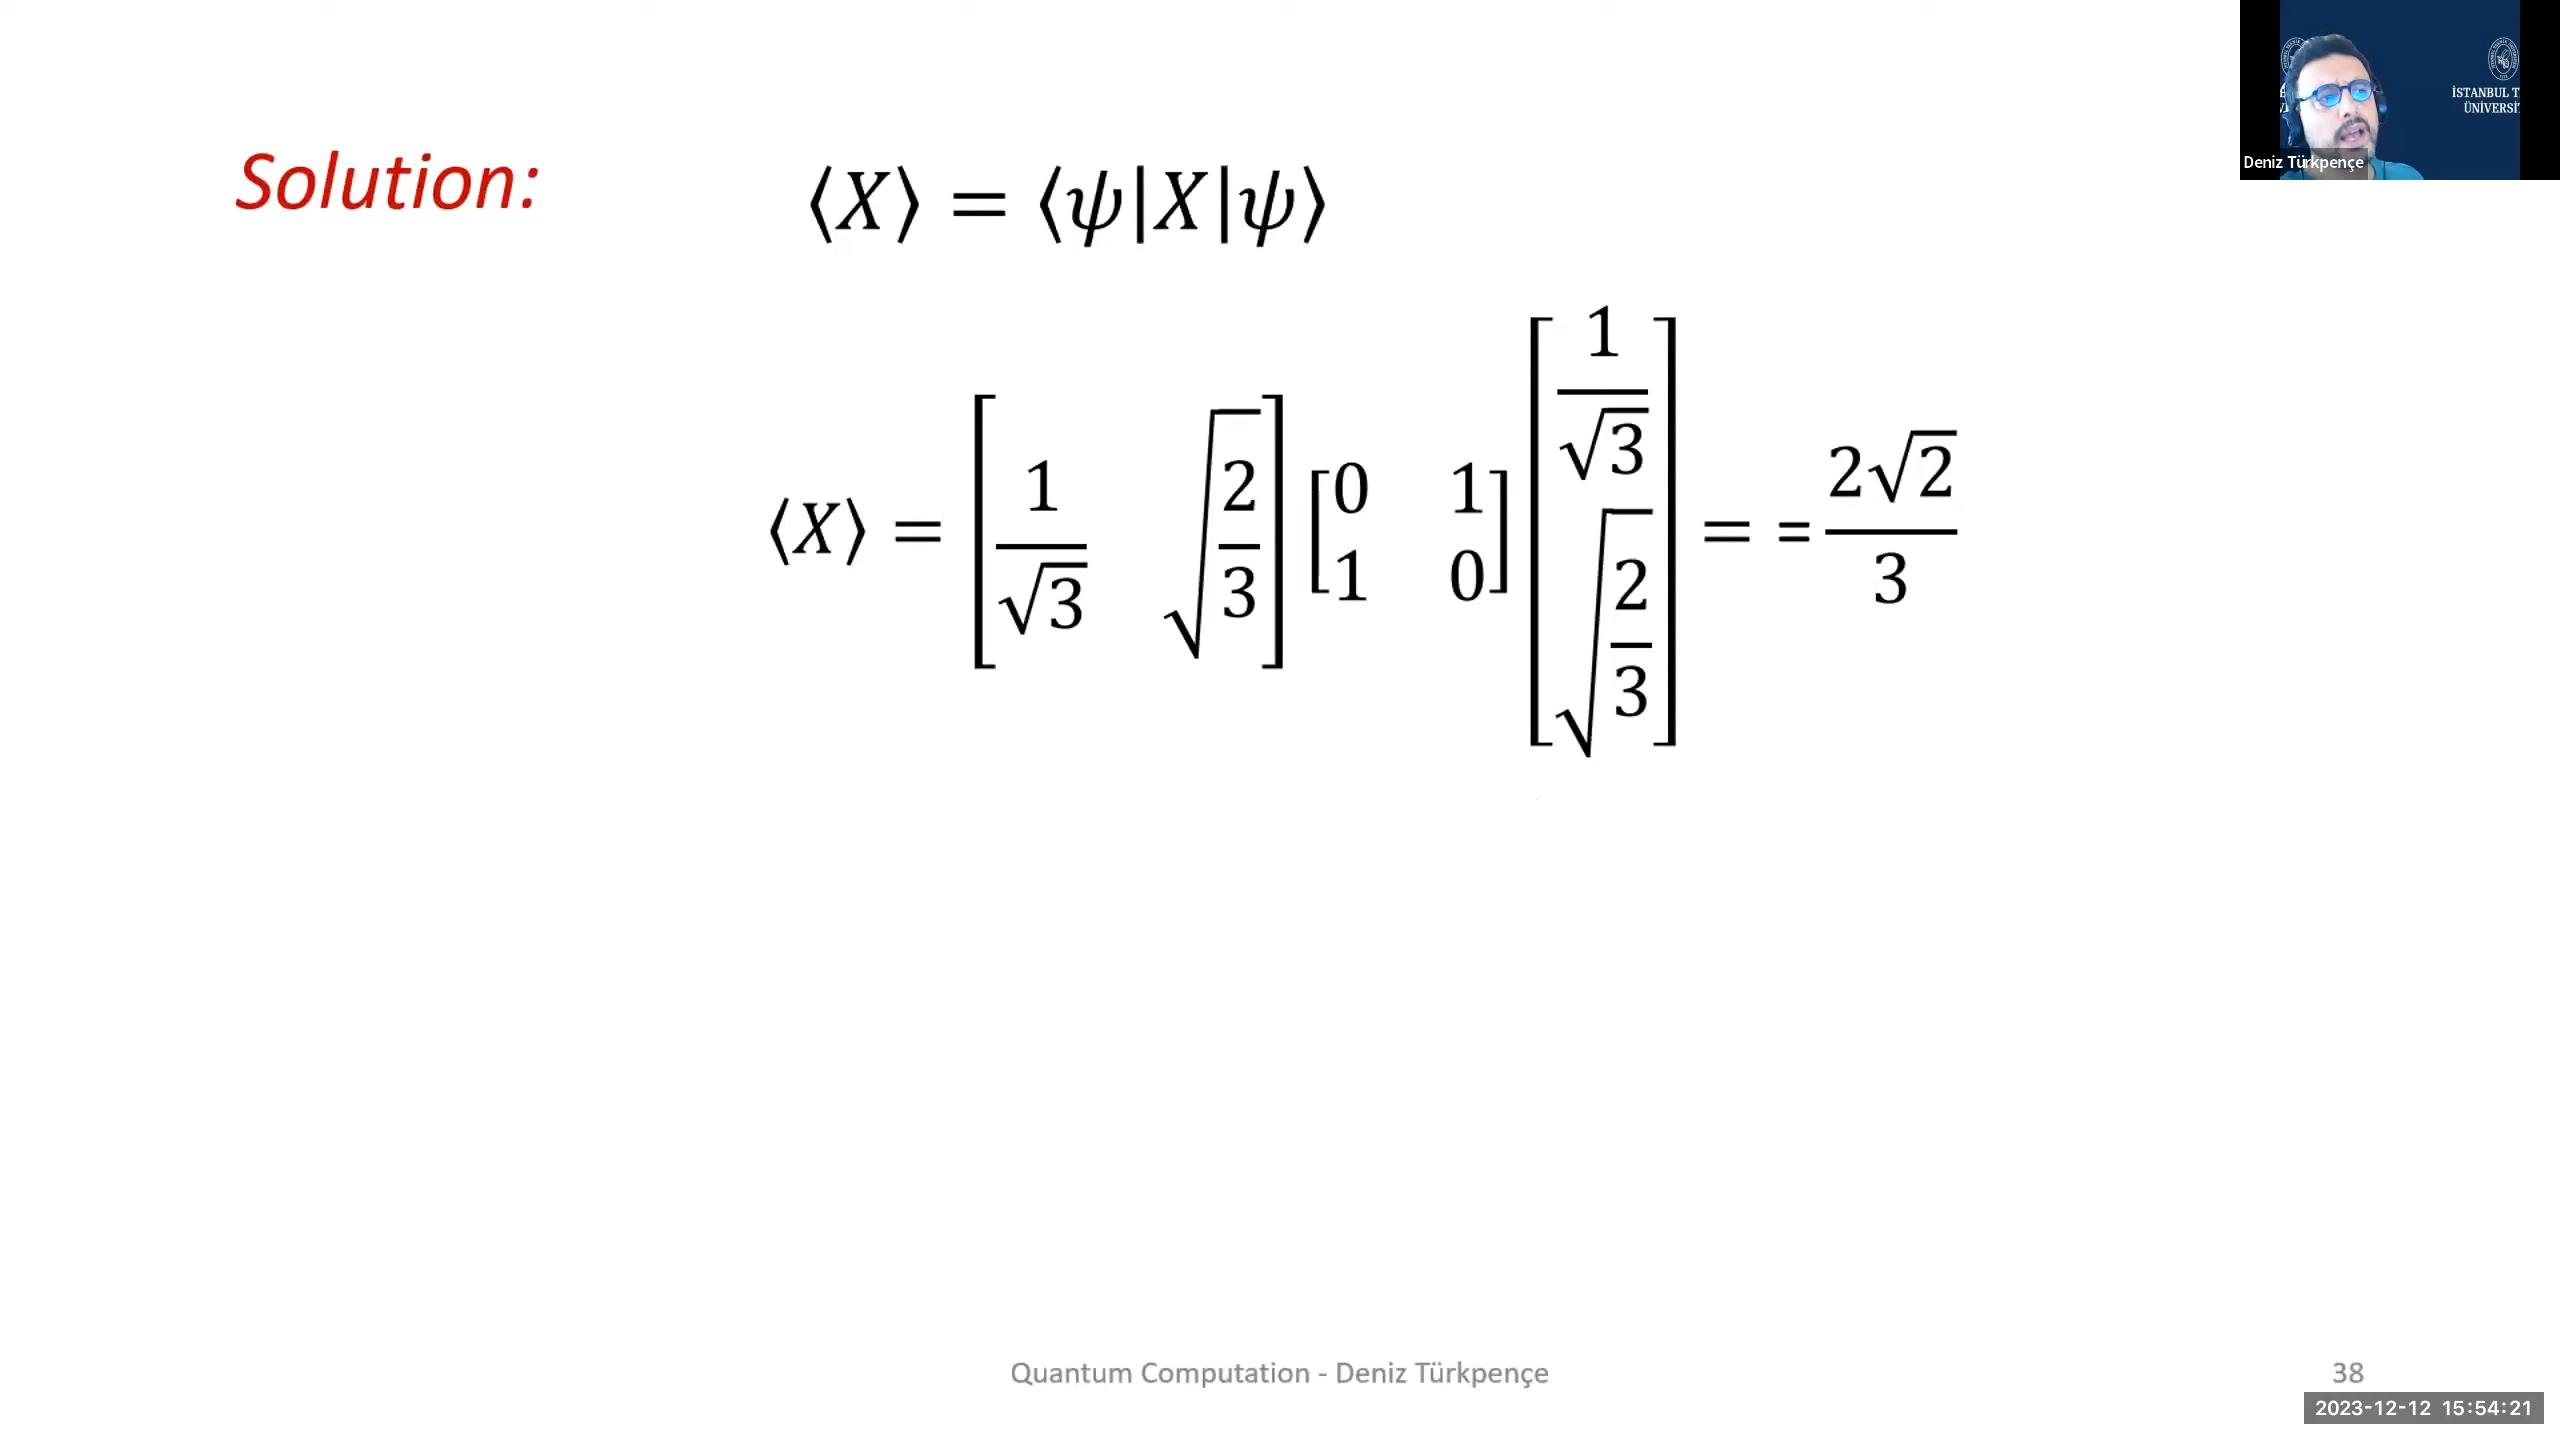 Solution:
⟨X⟩ = ⟨ψ|X|ψ⟩
⟨X⟩ = [1/√3 √(2/3)] [0 1; 1 0] [1/√3; √(2/3)] = = 2√2/3
İSTANBUL T
ÜNİVERSİ
Deniz Türkpençe
Quantum Computation - Deniz Türkpençe
38
2023-12-12 15:54:21